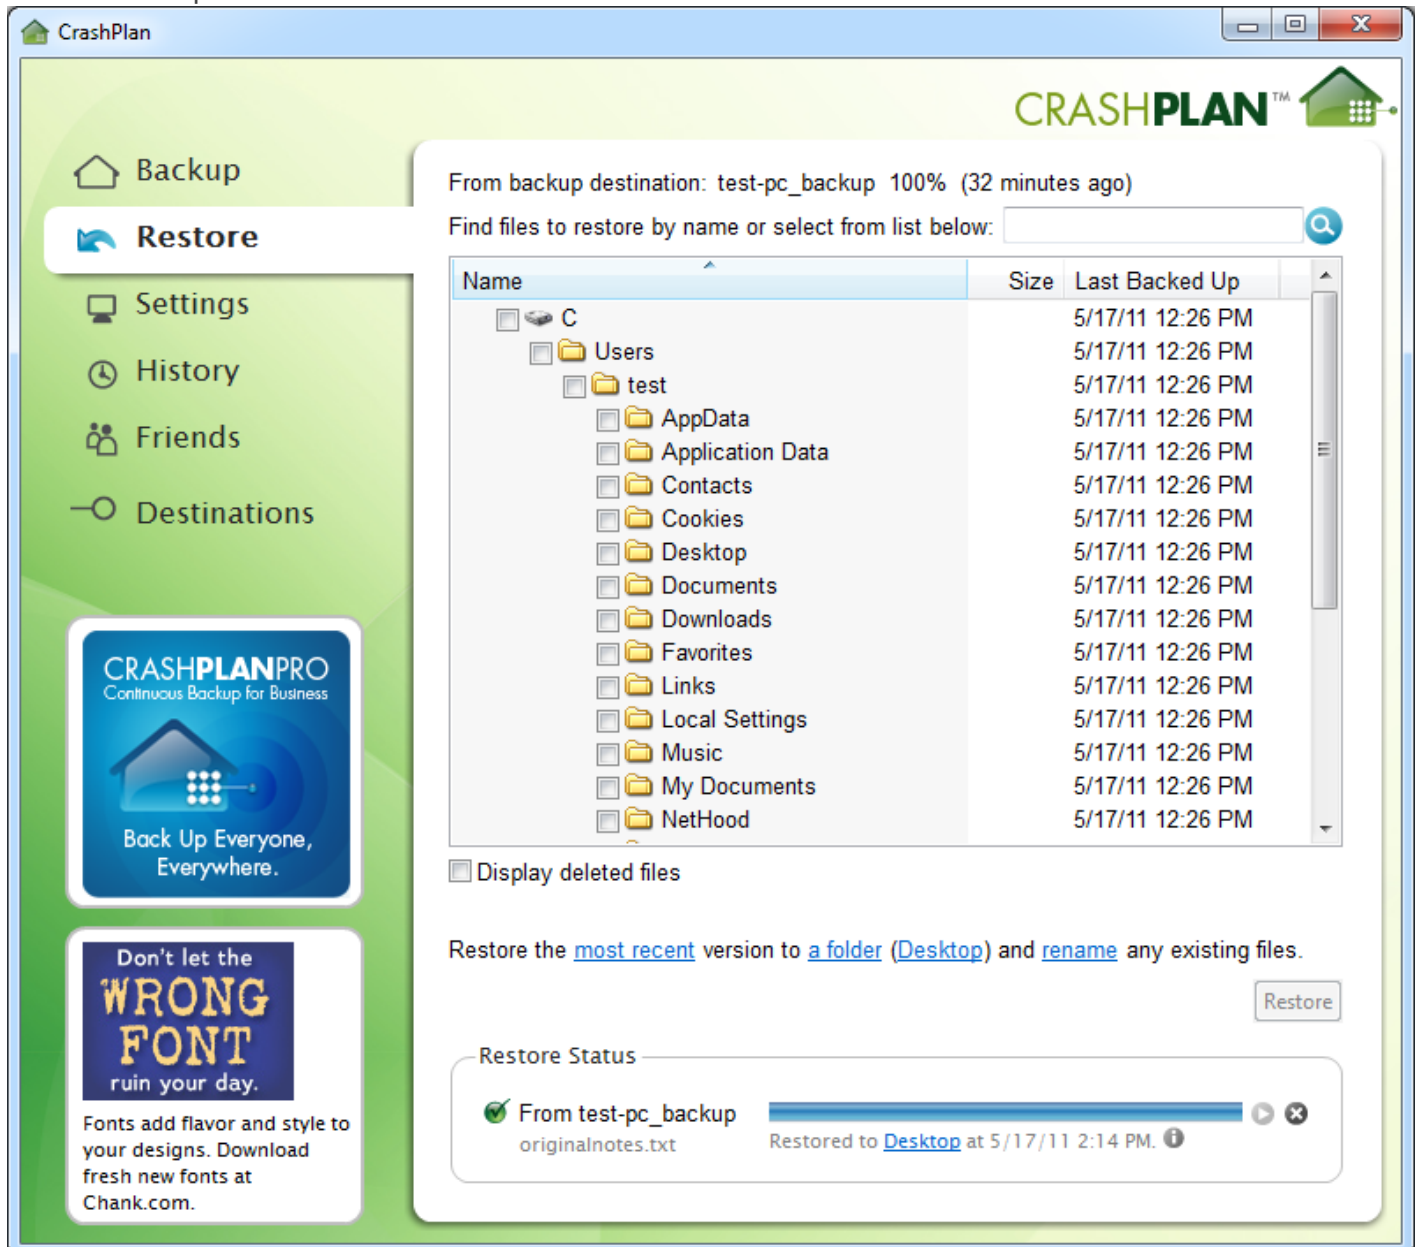 CrashPlan
CRASHPLAN™
Backup
Restore
Settings
History
Friends
Destinations
CRASHPLANPRO
Continuous Backup for Business
Back Up Everyone,
Everywhere.
Don't let the
WRONG
FONT
ruin your day.
Fonts add flavor and style to
your designs. Download
fresh new fonts at
Chank.com.
From backup destination: test-pc_backup 100% (32 minutes ago)
Find files to restore by name or select from list below:
Name Size Last Backed Up
C 5/17/11 12:26 PM
Users 5/17/11 12:26 PM
test 5/17/11 12:26 PM
AppData 5/17/11 12:26 PM
Application Data 5/17/11 12:26 PM
Contacts 5/17/11 12:26 PM
Cookies 5/17/11 12:26 PM
Desktop 5/17/11 12:26 PM
Documents 5/17/11 12:26 PM
Downloads 5/17/11 12:26 PM
Favorites 5/17/11 12:26 PM
Links 5/17/11 12:26 PM
Local Settings 5/17/11 12:26 PM
Music 5/17/11 12:26 PM
My Documents 5/17/11 12:26 PM
NetHood 5/17/11 12:26 PM
Display deleted files
Restore the most recent version to a folder (Desktop) and rename any existing files.
Restore
Restore Status
From test-pc_backup
originalnotes.txt
Restored to Desktop at 5/17/11 2:14 PM.